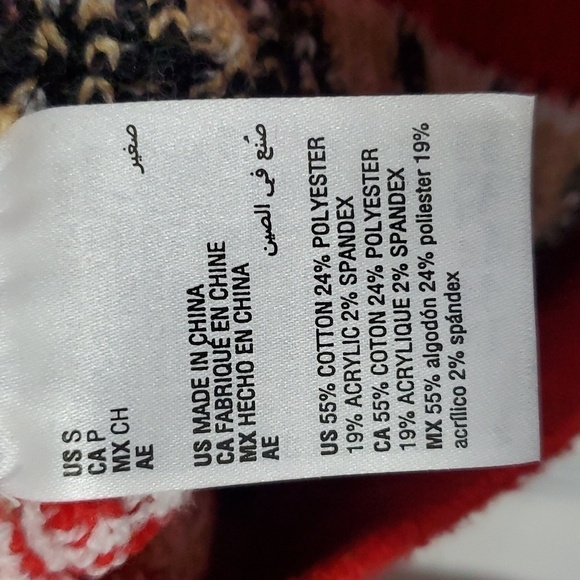 US S
CA P
MX CH
AE صغير
US MADE IN CHINA
CA FABRIQUÉ EN CHINE
MX HECHO EN CHINA
AE صُنع في الصين
US 55% COTTON 24% POLYESTER
19% ACRYLIC 2% SPANDEX
CA 55% COTON 24% POLYESTER
19% ACRYLIQUE 2% SPANDEX
MX 55% algodón 24% poliester 19%
acrílico 2% spándex